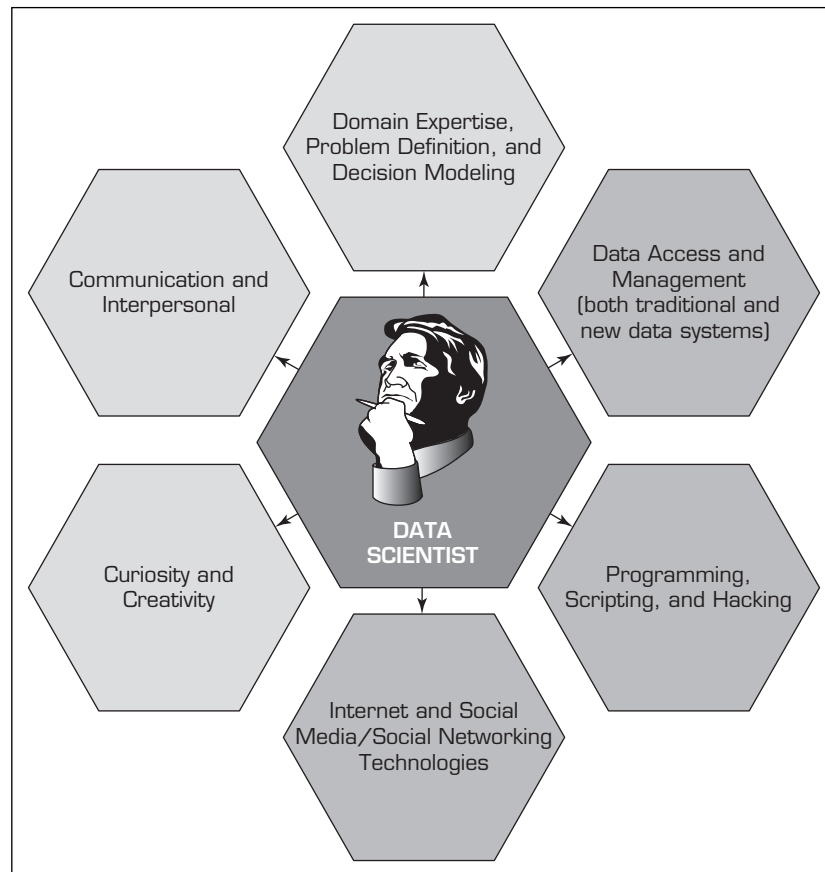 Domain Expertise,
Problem Definition, and
Decision Modeling
Communication and
Interpersonal
Data Access and
Management
(both traditional and
new data systems)
DATA
SCIENTIST
Curiosity and
Creativity
Programming,
Scripting, and Hacking
Internet and Social
Media/Social Networking
Technologies